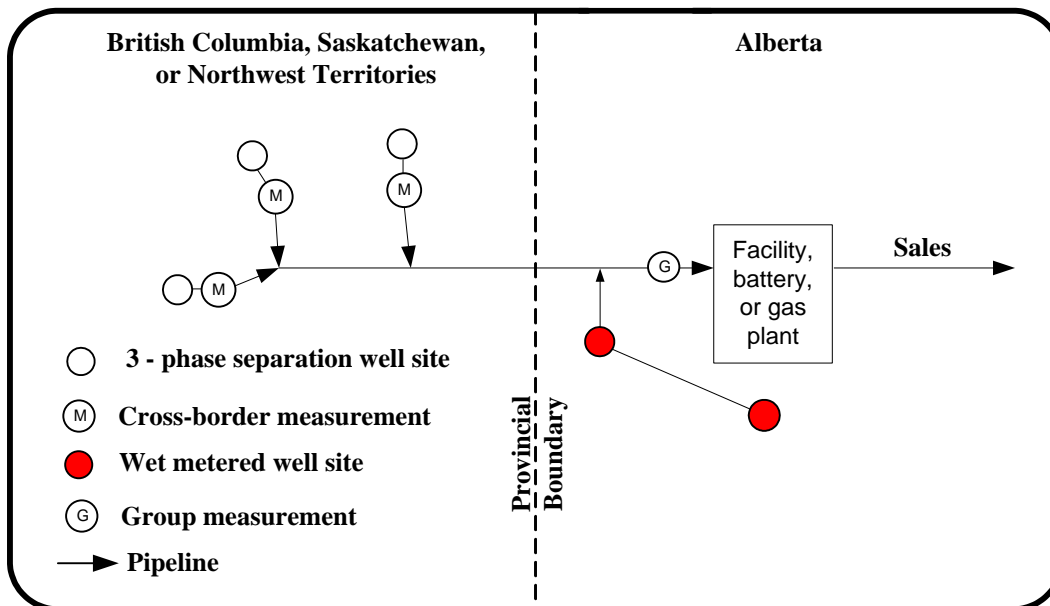 British Columbia, Saskatchewan,
or Northwest Territories
Alberta
M
M
M
G
Facility,
battery,
or gas
plant
Sales
3 - phase separation well site
M
Cross-border measurement
Wet metered well site
G
Group measurement
Pipeline
Provincial
Boundary